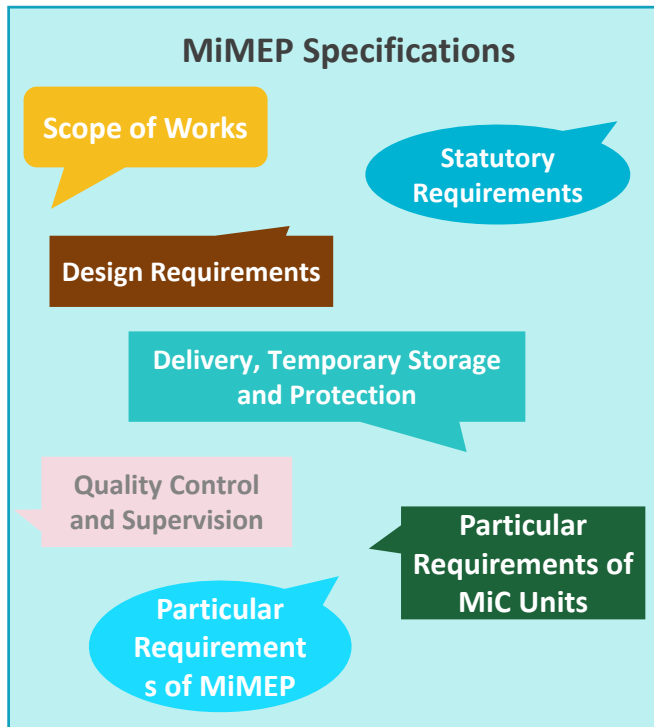 MiMEP Specifications
Scope of Works
Statutory
Requirements
Design Requirements
Delivery, Temporary Storage
and Protection
Quality Control
and Supervision
Particular
Requirements of
MiC Units
Particular
Requirement
s of MiMEP